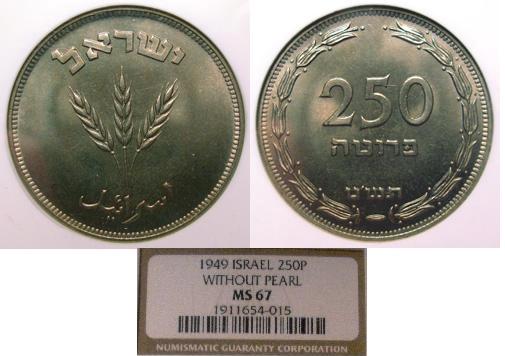 ישראל
اسرائيل
250
פרוטה
תש"ט
1949 ISRAEL 250P
WITHOUT PEARL
MS 67
1911654-015
NUMISMATIC GUARANTY CORPORATION